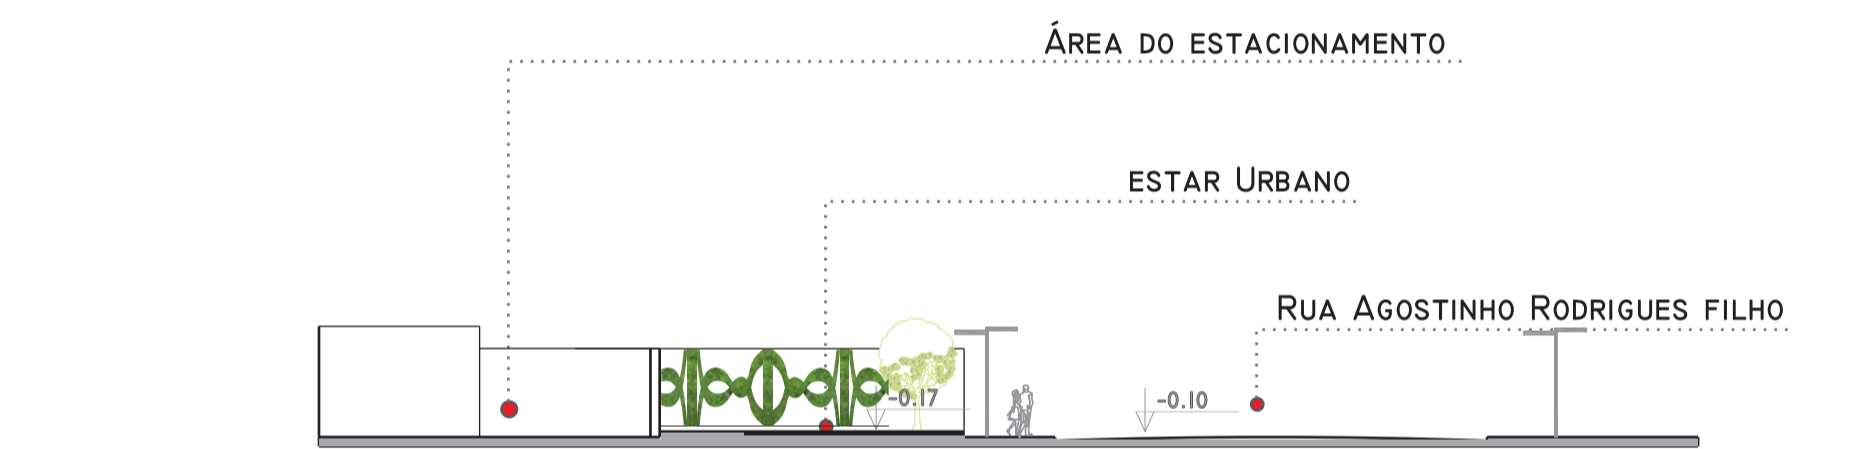 ÁREA DO ESTACIONAMENTO
ESTAR URBANO
RUA AGOSTINHO RODRIGUES FILHO
-0.17
-0.10